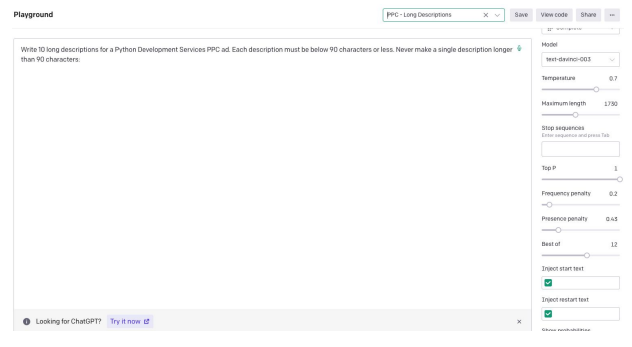 Playground
PPC - Long Descriptions
Save
View code
Share
Write 10 long descriptions for a Python Development Services PPC ad. Each description must be below 90 characters or less. Never make a single description longer
than 90 characters:
Complete
Model
text-davinci-003
Temperature 0.7
Maximum length 1730
Stop sequences
Enter sequence and press Tab
Top P 1
Frequency penalty 0.2
Presence penalty 0.43
Best of 12
Inject start text
Inject restart text
Show probabilities
Looking for ChatGPT? Try it now